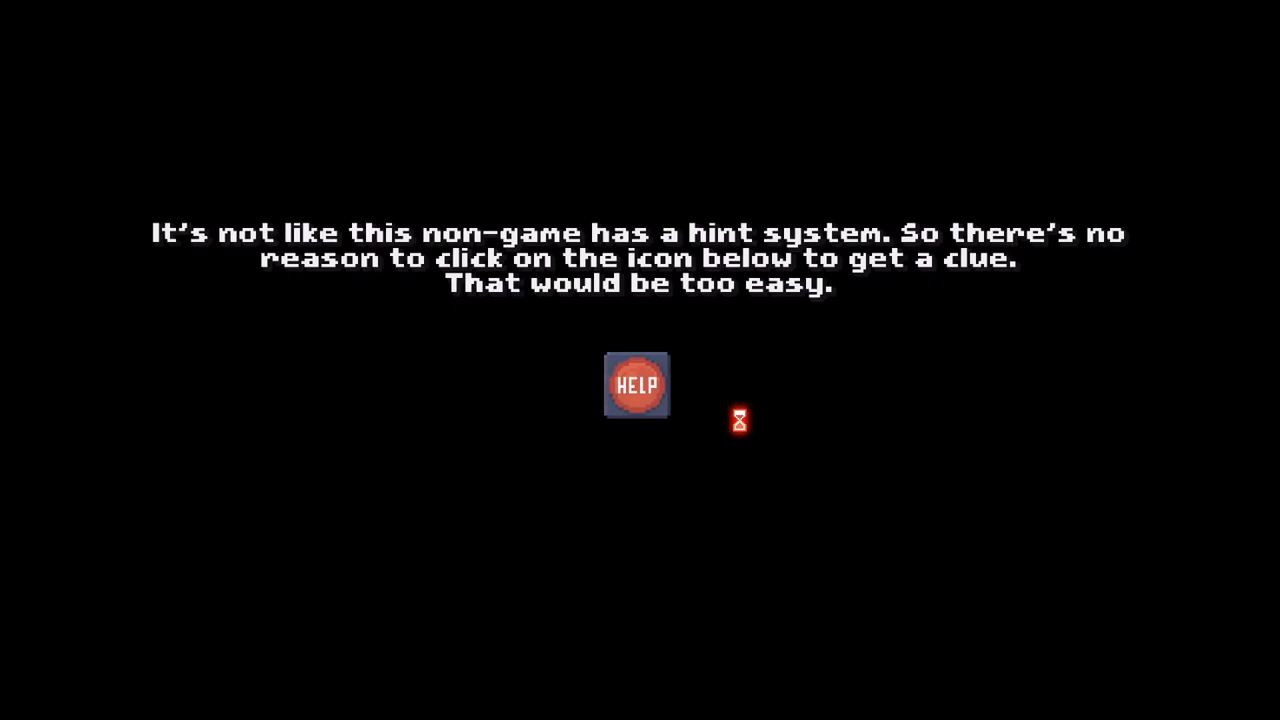 It's not like this non-game has a hint system. So there's no
reason to click on the icon below to get a clue.
That would be too easy.
HELP